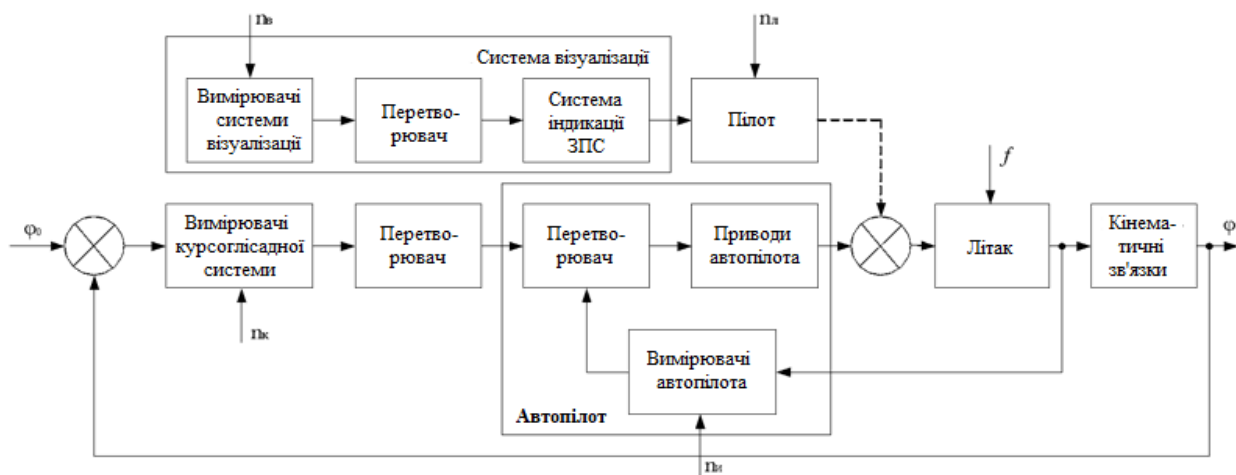 nв
nл
Система візуалізації
Вимірювачі
системи
візуалізації
Перетво-
рювач
Система
індикації
ЗПС
Пілот
f
φ₀
Вимірювачі
курсоглісадної
системи
Перетво-
рювач
Перетво-
рювач
Приводи
автопілота
Літак
Кінема-
тичні
зв'язки
φ
nк
Вимірювачі
автопілота
Автопілот
nи